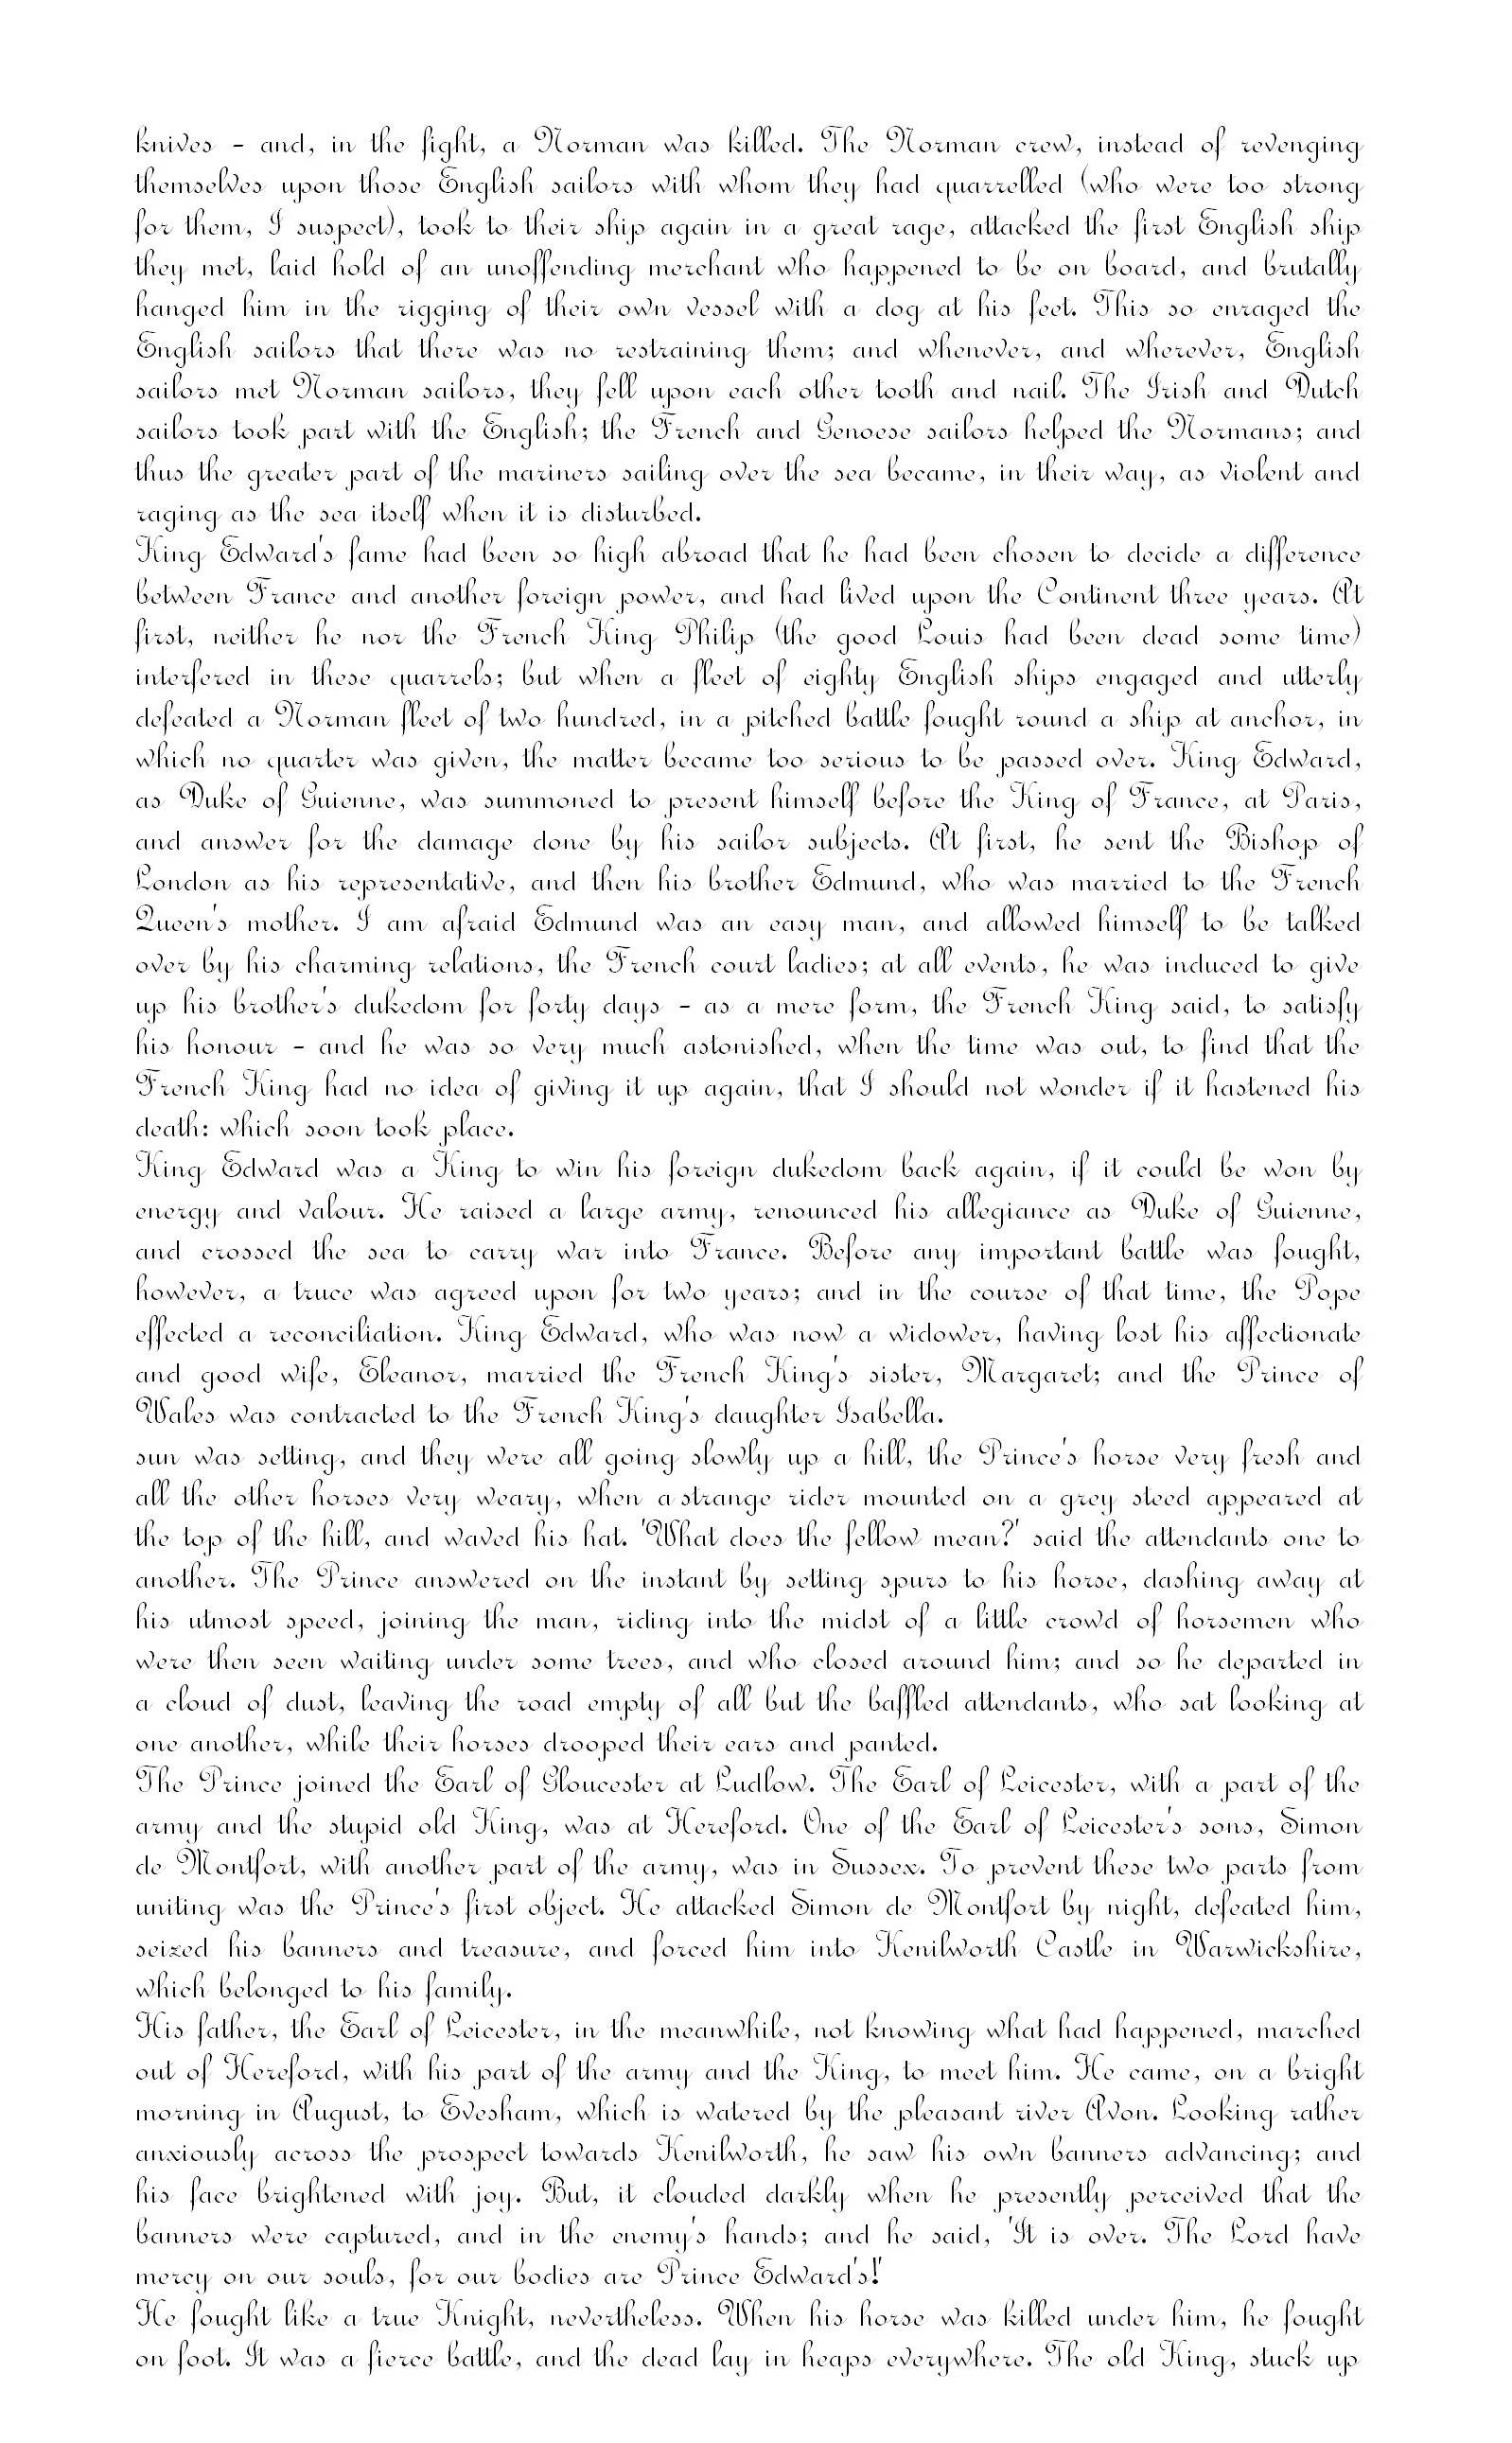 knives - and, in the fight, a Norman was killed. The Norman crew, instead of revenging
themselves upon those English sailors with whom they had quarrelled (who were too strong
for them, I suspect), took to their ship again in a great rage, attacked the first English ship
they met, laid hold of an unoffending merchant who happened to be on board, and brutally
hanged him in the rigging of their own vessel with a dog at his feet. This so enraged the
English sailors that there was no restraining them; and whenever, and wherever, English
sailors met Norman sailors, they fell upon each other tooth and nail. The Irish and Dutch
sailors took part with the English; the French and Genoese sailors helped the Normans; and
thus the greater part of the mariners sailing over the sea became, in their way, as violent and
raging as the sea itself when it is disturbed.
King Edward's fame had been so high abroad that he had been chosen to decide a difference
between France and another foreign power, and had lived upon the Continent three years. At
first, neither he nor the French King Philip (the good Louis had been dead some time)
interfered in these quarrels; but when a fleet of eighty English ships engaged and utterly
defeated a Norman fleet of two hundred, in a pitched battle fought round a ship at anchor, in
which no quarter was given, the matter became too serious to be passed over. King Edward,
as Duke of Guienne, was summoned to present himself before the King of France, at Paris,
and answer for the damage done by his sailor subjects. At first, he sent the Bishop of
London as his representative, and then his brother Edmund, who was married to the French
Queen's mother. I am afraid Edmund was an easy man, and allowed himself to be talked
over by his charming relations, the French court ladies; at all events, he was induced to give
up his brother's dukedom for forty days - as a mere form, the French King said, to satisfy
his honour - and he was so very much astonished, when the time was out, to find that the
French King had no idea of giving it up again, that I should not wonder if it hastened his
death: which soon took place.
King Edward was a King to win his foreign dukedom back again, if it could be won by
energy and valour. He raised a large army, renounced his allegiance as Duke of Guienne,
and crossed the sea to carry war into France. Before any important battle was fought,
however, a truce was agreed upon for two years; and in the course of that time, the Pope
effected a reconciliation. King Edward, who was now a widower, having lost his affectionate
and good wife, Eleanor, married the French King's sister, Margaret; and the Prince of
Wales was contracted to the French King's daughter Isabella.
sun was setting, and they were all going slowly up a hill, the Prince's horse very fresh and
all the other horses very weary, when a strange rider mounted on a grey steed appeared at
the top of the hill, and waved his hat. 'What does the fellow mean?' said the attendants one to
another. The Prince answered on the instant by setting spurs to his horse, dashing away at
his utmost speed, joining the man, riding into the midst of a little crowd of horsemen who
were then seen waiting under some trees, and who closed around him; and so he departed in
a cloud of dust, leaving the road empty of all but the baffled attendants, who sat looking at
one another, while their horses drooped their ears and panted.
The Prince joined the Earl of Gloucester at Ludlow. The Earl of Leicester, with a part of the
army and the stupid old King, was at Hereford. One of the Earl of Leicester's sons, Simon
de Montfort, with another part of the army, was in Sussex. To prevent these two parts from
uniting was the Prince's first object. He attacked Simon de Montfort by night, defeated him,
seized his banners and treasure, and forced him into Kenilworth Castle in Warwickshire,
which belonged to his family.
His father, the Earl of Leicester, in the meanwhile, not knowing what had happened, marched
out of Hereford, with his part of the army and the King, to meet him. He came, on a bright
morning in August, to Evesham, which is watered by the pleasant river Avon. Looking rather
anxiously across the prospect towards Kenilworth, he saw his own banners advancing; and
his face brightened with joy. But, it clouded darkly when he presently perceived that the
banners were captured, and in the enemy's hands; and he said, 'It is over. The Lord have
mercy on our souls, for our bodies are Prince Edward's!'
He fought like a true Knight, nevertheless. When his horse was killed under him, he fought
on foot. It was a fierce battle, and the dead lay in heaps everywhere. The old King, stuck up